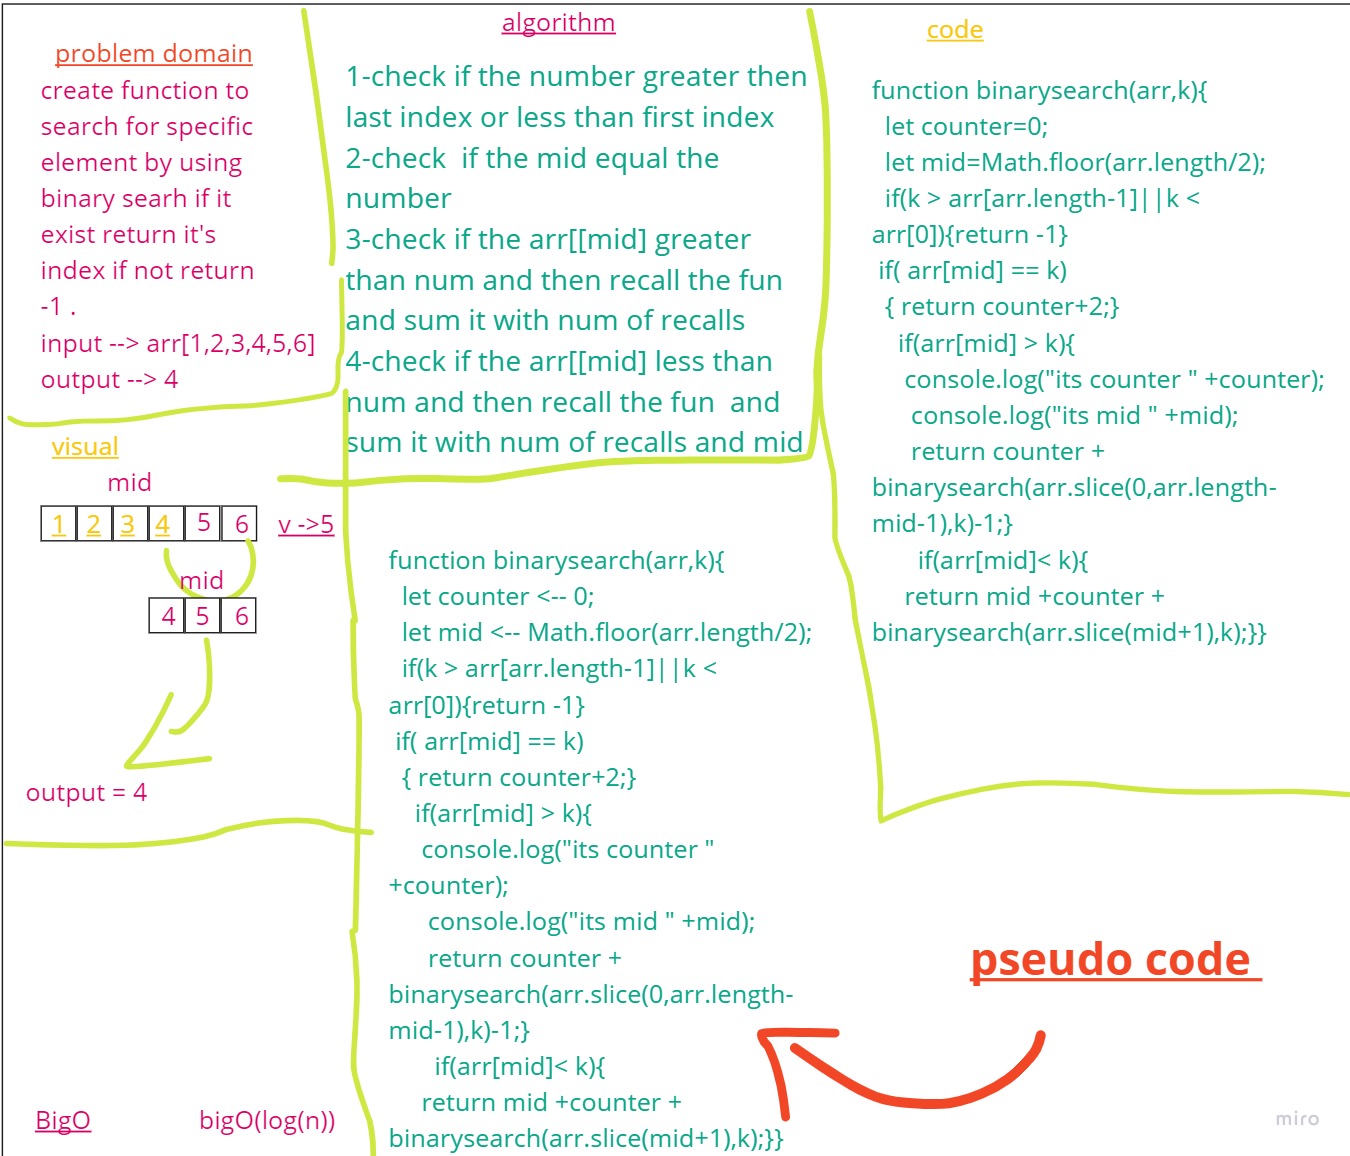 problem domain
create function to
search for specific
element by using
binary searh if it
exist return it's
index if not return
-1 .
input --> arr[1,2,3,4,5,6]
output --> 4
algorithm
1-check if the number greater then
last index or less than first index
2-check  if the mid equal the
number
3-check if the arr[[mid] greater
than num and then recall the fun
and sum it with num of recalls
4-check if the arr[[mid] less than
num and then recall the fun  and
sum it with num of recalls and mid
code
function binarysearch(arr,k){
let counter=0;
let mid=Math.floor(arr.length/2);
if(k > arr[arr.length-1]||k <
arr[0]){return -1}
if( arr[mid] == k)
{ return counter+2;}
if(arr[mid] > k){
console.log("its counter " +counter);
console.log("its mid " +mid);
return counter +
binarysearch(arr.slice(0,arr.length-
mid-1),k)-1;}
if(arr[mid]< k){
return mid +counter +
binarysearch(arr.slice(mid+1),k);}}
visual
mid
1 2 3 4 5 6 v ->5
mid
4 5 6
output = 4
function binarysearch(arr,k){
let counter <-- 0;
let mid <-- Math.floor(arr.length/2);
if(k > arr[arr.length-1]||k <
arr[0]){return -1}
if( arr[mid] == k)
{ return counter+2;}
if(arr[mid] > k){
console.log("its counter "
+counter);
console.log("its mid " +mid);
return counter +
binarysearch(arr.slice(0,arr.length-
mid-1),k)-1;}
if(arr[mid]< k){
return mid +counter +
binarysearch(arr.slice(mid+1),k);}}
pseudo code
BigO bigO(log(n))
miro